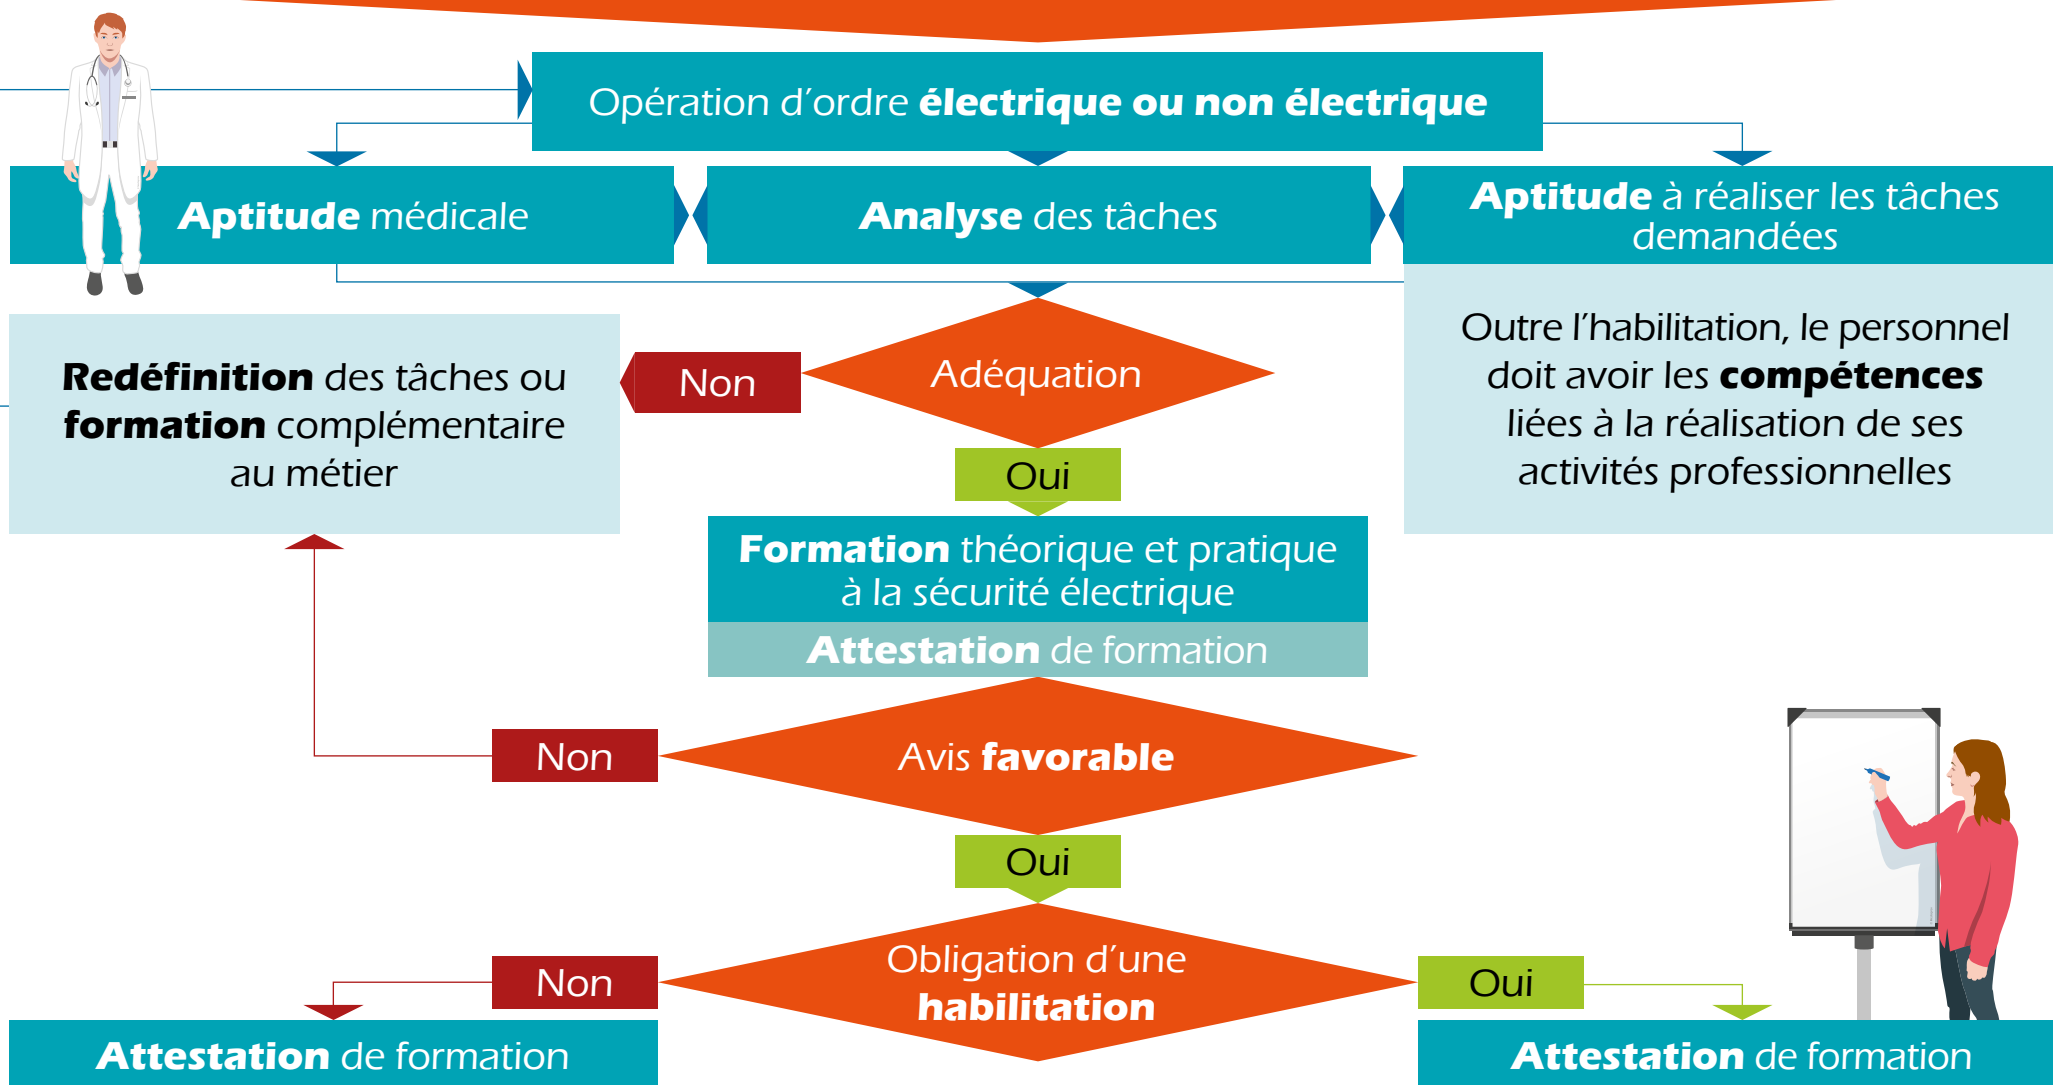 Opération d’ordre électrique ou non électrique
Aptitude médicale
Analyse des tâches
Aptitude à réaliser les tâches
demandées
Outre l’habilitation, le personnel
doit avoir les compétences
liées à la réalisation de ses
activités professionnelles
Redéfinition des tâches ou
formation complémentaire
au métier
Non
Adéquation
Oui
Formation théorique et pratique
à la sécurité électrique
Attestation de formation
Non
Avis favorable
Oui
Non
Obligation d’une
habilitation
Oui
Attestation de formation
Attestation de formation